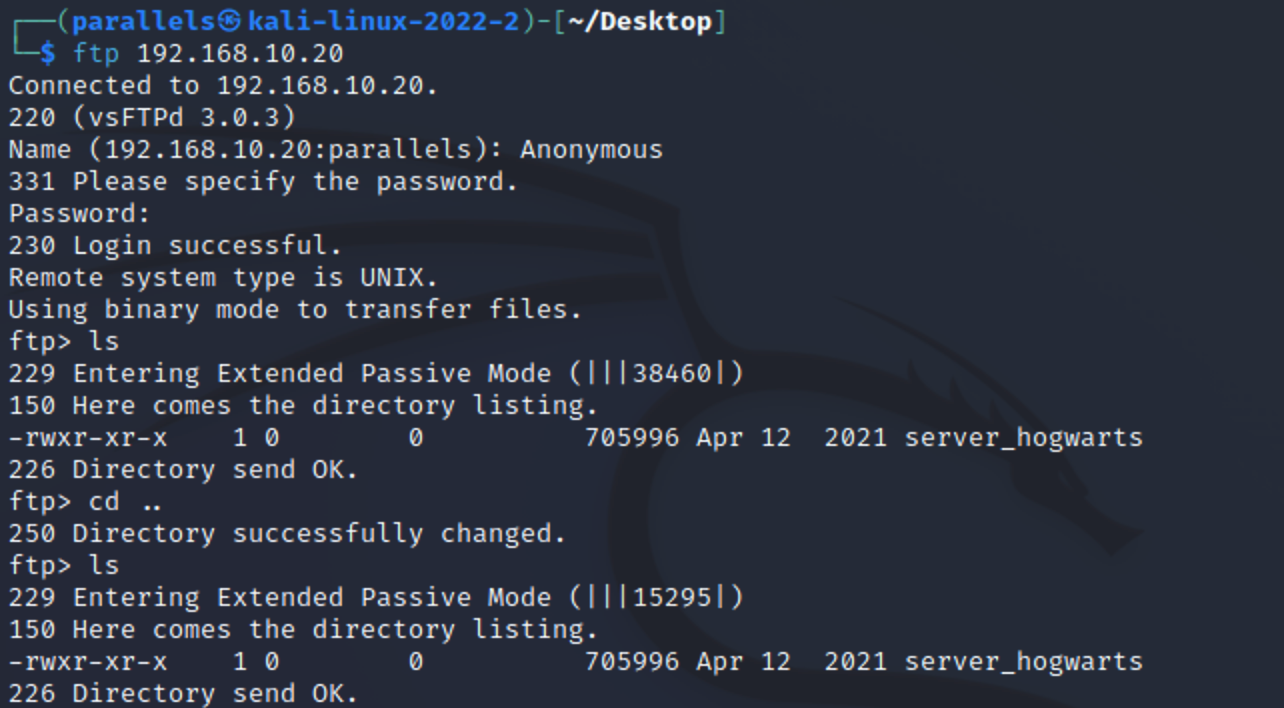 ┌──(parallels㉿kali-linux-2022-2)-[~/Desktop]
└─$ ftp 192.168.10.20
Connected to 192.168.10.20.
220 (vsFTPd 3.0.3)
Name (192.168.10.20:parallels): Anonymous
331 Please specify the password.
Password:
230 Login successful.
Remote system type is UNIX.
Using binary mode to transfer files.
ftp> ls
229 Entering Extended Passive Mode (|||38460|)
150 Here comes the directory listing.
-rwxr-xr-x    1 0        0          705996 Apr 12  2021 server_hogwarts
226 Directory send OK.
ftp> cd ..
250 Directory successfully changed.
ftp> ls
229 Entering Extended Passive Mode (|||15295|)
150 Here comes the directory listing.
-rwxr-xr-x    1 0        0          705996 Apr 12  2021 server_hogwarts
226 Directory send OK.